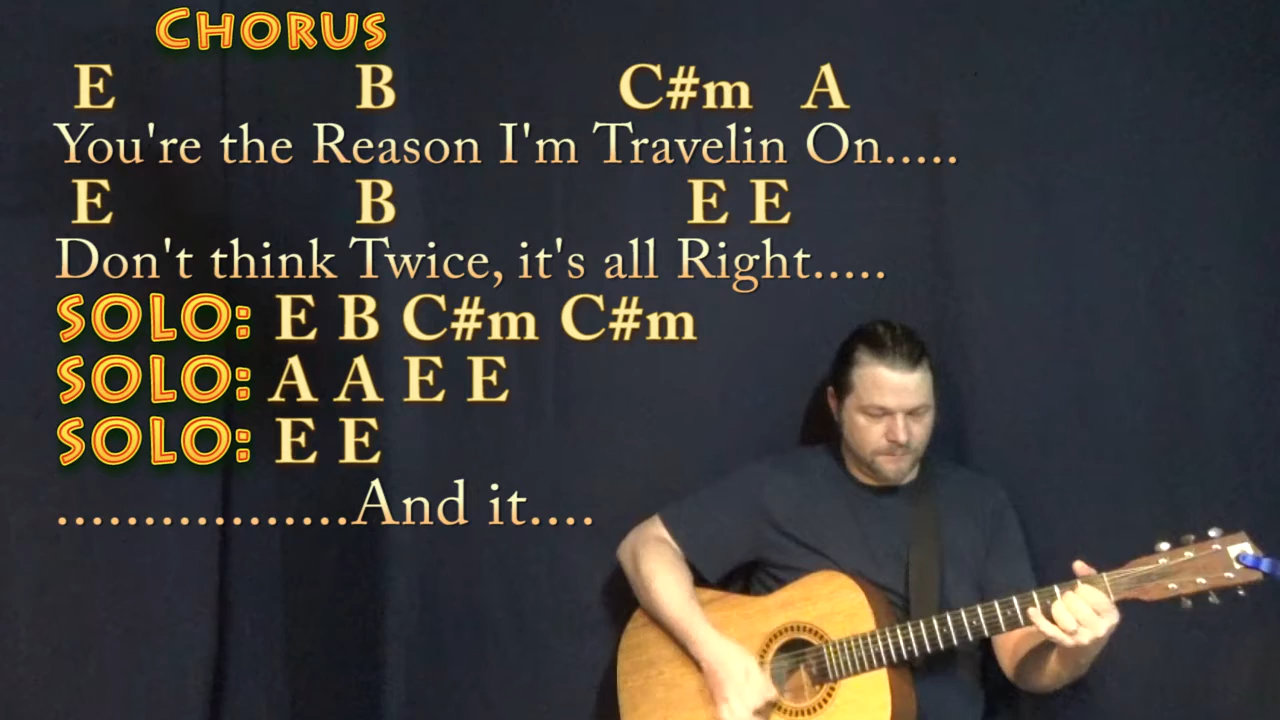 CHORUS
E B C#m A
You're the Reason I'm Travelin On.....
E B E E
Don't think Twice, it's all Right.....
SOLO: E B C#m C#m
SOLO: A A E E
SOLO: E E
.................And it....